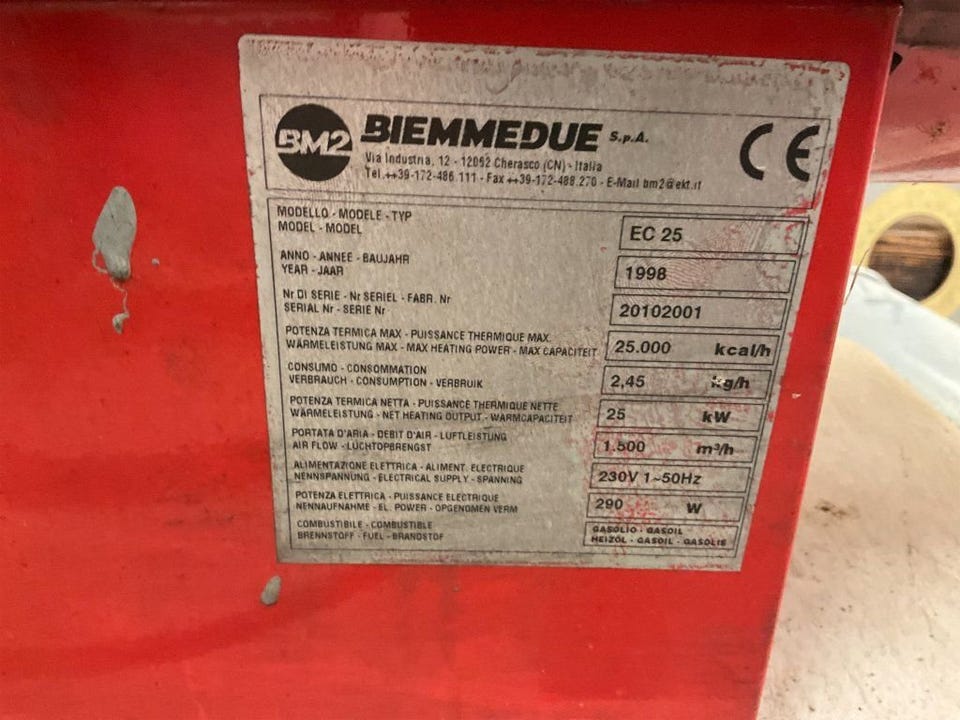 BM2 BIEMMEDUE S.p.A. CE
Via Industria, 12 - 12062 Cherasco (CN) - Italia
Tel.++39-172-486.111 - Fax ++39-172-488.270 - E-Mail bm2@ekt.it
MODELLO - MODELE - TYP
MODEL - MODEL
EC 25
ANNO - ANNEE - BAUJAHR
YEAR - JAAR
1998
Nr DI SERIE - Nr SERIEL - FABR. Nr
SERIAL Nr - SERIE Nr
20102001
POTENZA TERMICA MAX - PUISSANCE THERMIQUE MAX
WÄRMELEISTUNG MAX - MAX HEATING POWER - MAX CAPACITEIT
25.000 kcal/h
CONSUMO - CONSOMMATION
VERBRAUCH - CONSUMPTION - VERBRUIK
2,45 kg/h
POTENZA TERMICA NETTA - PUISSANCE THERMIQUE NETTE
WÄRMELEISTUNG - NET HEATING OUTPUT - WARMCAPACITEIT
25 kW
PORTATA D'ARIA - DEBIT D'AIR - LUFTLEISTUNG
AIR FLOW - LUCHTOPBRENGST
1.500 m³/h
ALIMENTAZIONE ELETTRICA - ALIMENT. ELECTRIQUE
NENNSPANNUNG - ELECTRICAL SUPPLY - SPANNING
230V 1~50Hz
POTENZA ELETTRICA - PUISSANCE ELECTRIQUE
NENNAUFNAHME - EL. POWER - OPGENOMEN VERM
290 W
COMBUSTIBILE - COMBUSTIBLE
BRENNSTOFF - FUEL - BRANDSTOF
GASOLIO - GASOIL
HEIZÖL - GASOIL - GASOLIE